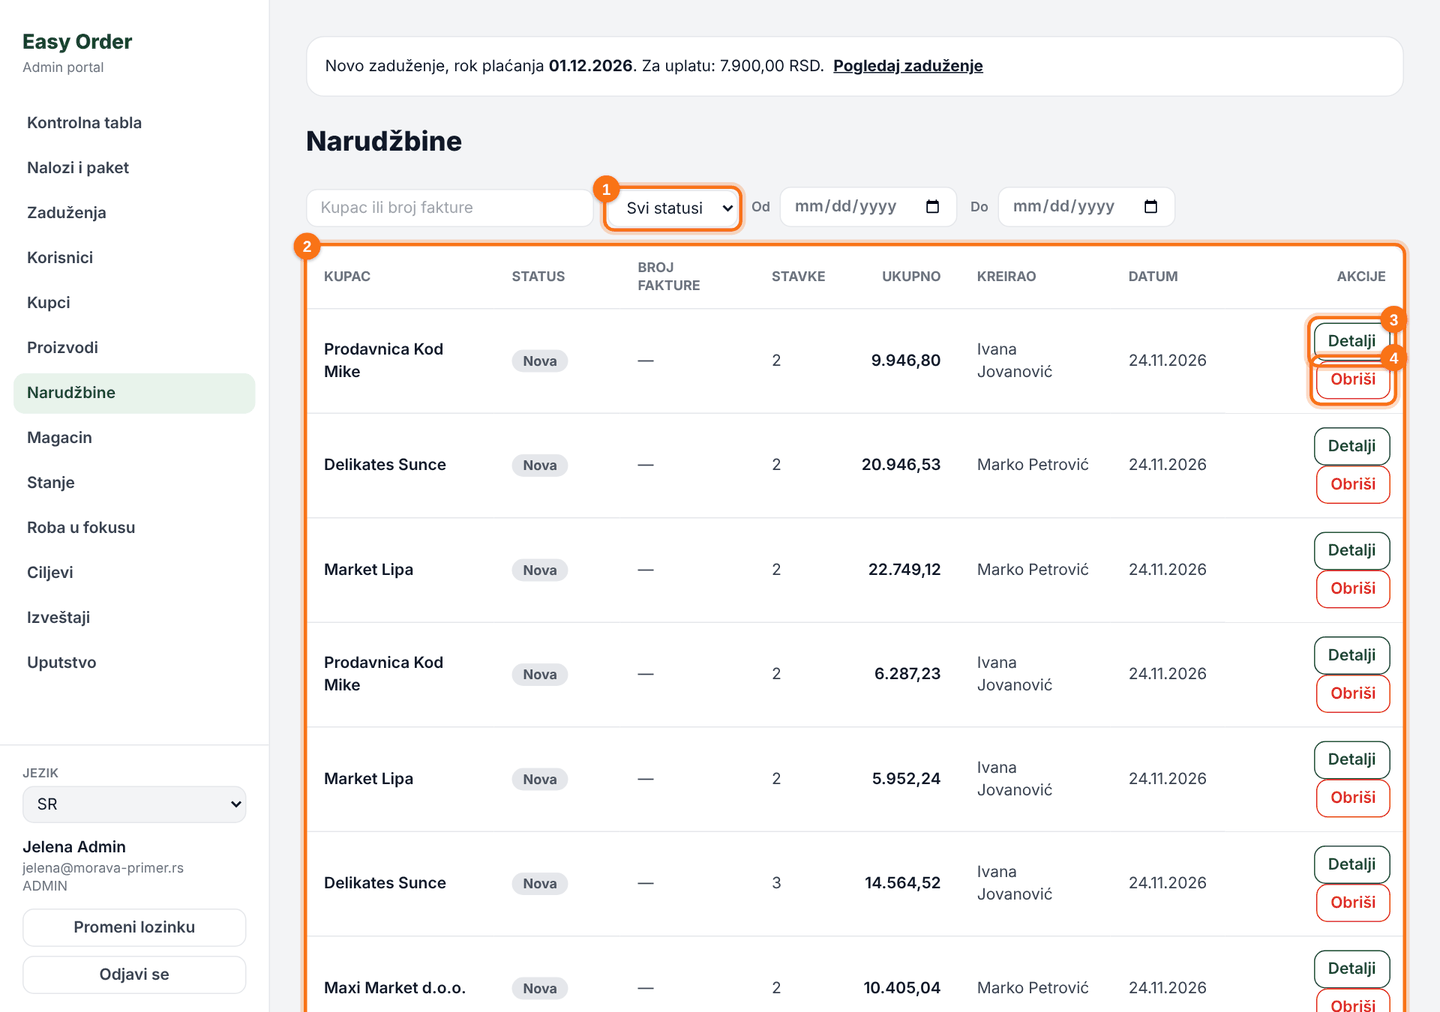 Easy Order
Admin portal
Kontrolna tabla
Nalozi i paket
Zaduženja
Korisnici
Kupci
Proizvodi
Narudžbine
Magacin
Stanje
Roba u fokusu
Ciljevi
Izveštaji
Uputstvo
JEZIK
SR
Jelena Admin
jelena@morava-primer.rs
ADMIN
Promeni lozinku
Odjavi se
Novo zaduženje, rok plaćanja 01.12.2026. Za uplatu: 7.900,00 RSD. Pogledaj zaduženje
Narudžbine
Kupac ili broj fakture 1 Svi statusi Od mm/dd/yyyy Do mm/dd/yyyy
2
KUPAC STATUS BROJ FAKTURE STAVKE UKUPNO KREIRAO DATUM AKCIJE
Prodavnica Kod Mike Nova — 2 9.946,80 Ivana Jovanović 24.11.2026 Detalji 3
Obriši 4
Delikates Sunce Nova — 2 20.946,53 Marko Petrović 24.11.2026 Detalji
Obriši
Market Lipa Nova — 2 22.749,12 Marko Petrović 24.11.2026 Detalji
Obriši
Prodavnica Kod Mike Nova — 2 6.287,23 Ivana Jovanović 24.11.2026 Detalji
Obriši
Market Lipa Nova — 2 5.952,24 Ivana Jovanović 24.11.2026 Detalji
Obriši
Delikates Sunce Nova — 3 14.564,52 Ivana Jovanović 24.11.2026 Detalji
Obriši
Maxi Market d.o.o. Nova — 2 10.405,04 Marko Petrović 24.11.2026 Detalji
Obriši